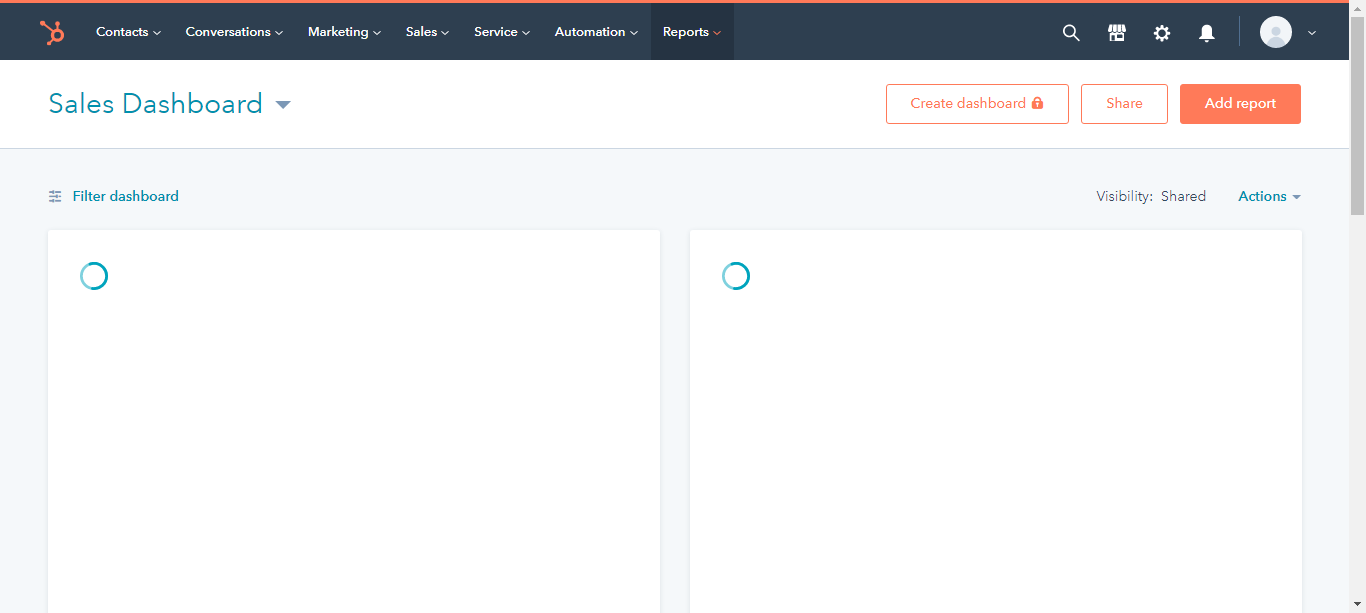 Contacts Conversations Marketing Sales Service Automation Reports
Sales Dashboard
Create dashboard Share Add report
Filter dashboard
Visibility: Shared Actions